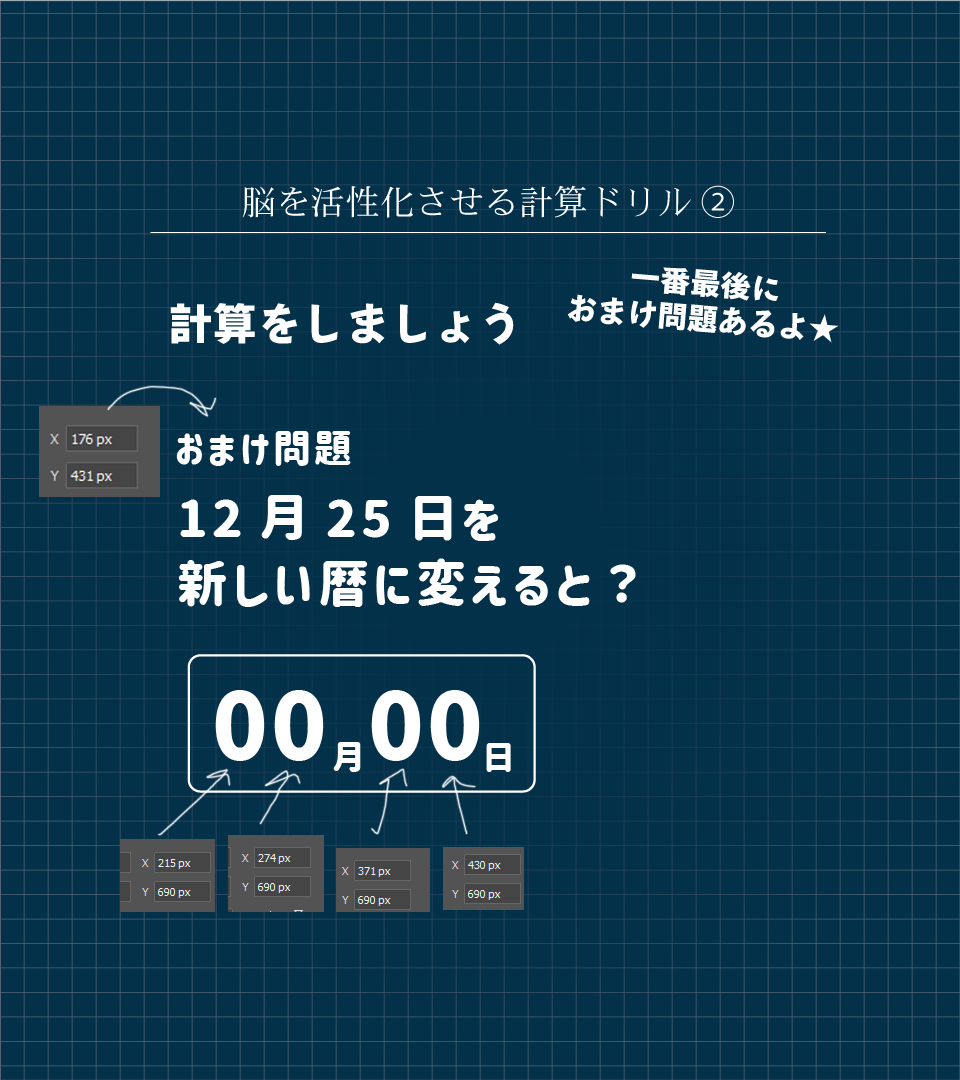 脳を活性化させる計算ドリル②
計算をしましょう
一番最後に
おまけ問題あるよ★
X 176 px
Y 431 px
おまけ問題
12月25日を
新しい暦に変えると？
00月00日
X 215 px
Y 690 px
X 274 px
Y 690 px
X 371 px
Y 690 px
X 430 px
Y 690 px